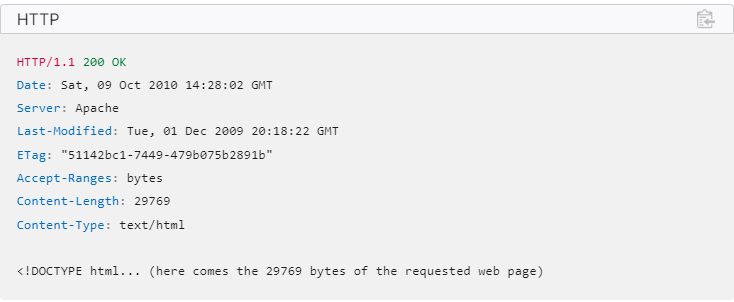 HTTP
HTTP/1.1 200 OK
Date: Sat, 09 Oct 2010 14:28:02 GMT
Server: Apache
Last-Modified: Tue, 01 Dec 2009 20:18:22 GMT
ETag: "51142bc1-7449-479b075b2891b"
Accept-Ranges: bytes
Content-Length: 29769
Content-Type: text/html
<!DOCTYPE html... (here comes the 29769 bytes of the requested web page)